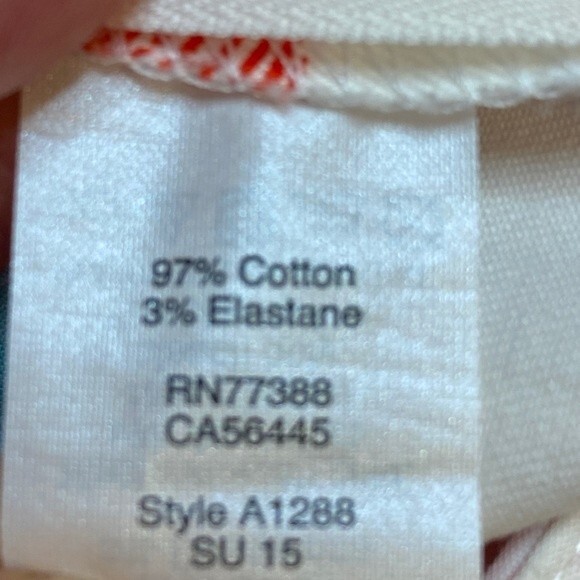 97% Cotton
3% Elastane
RN77388
CA56445
Style A1288
SU 15